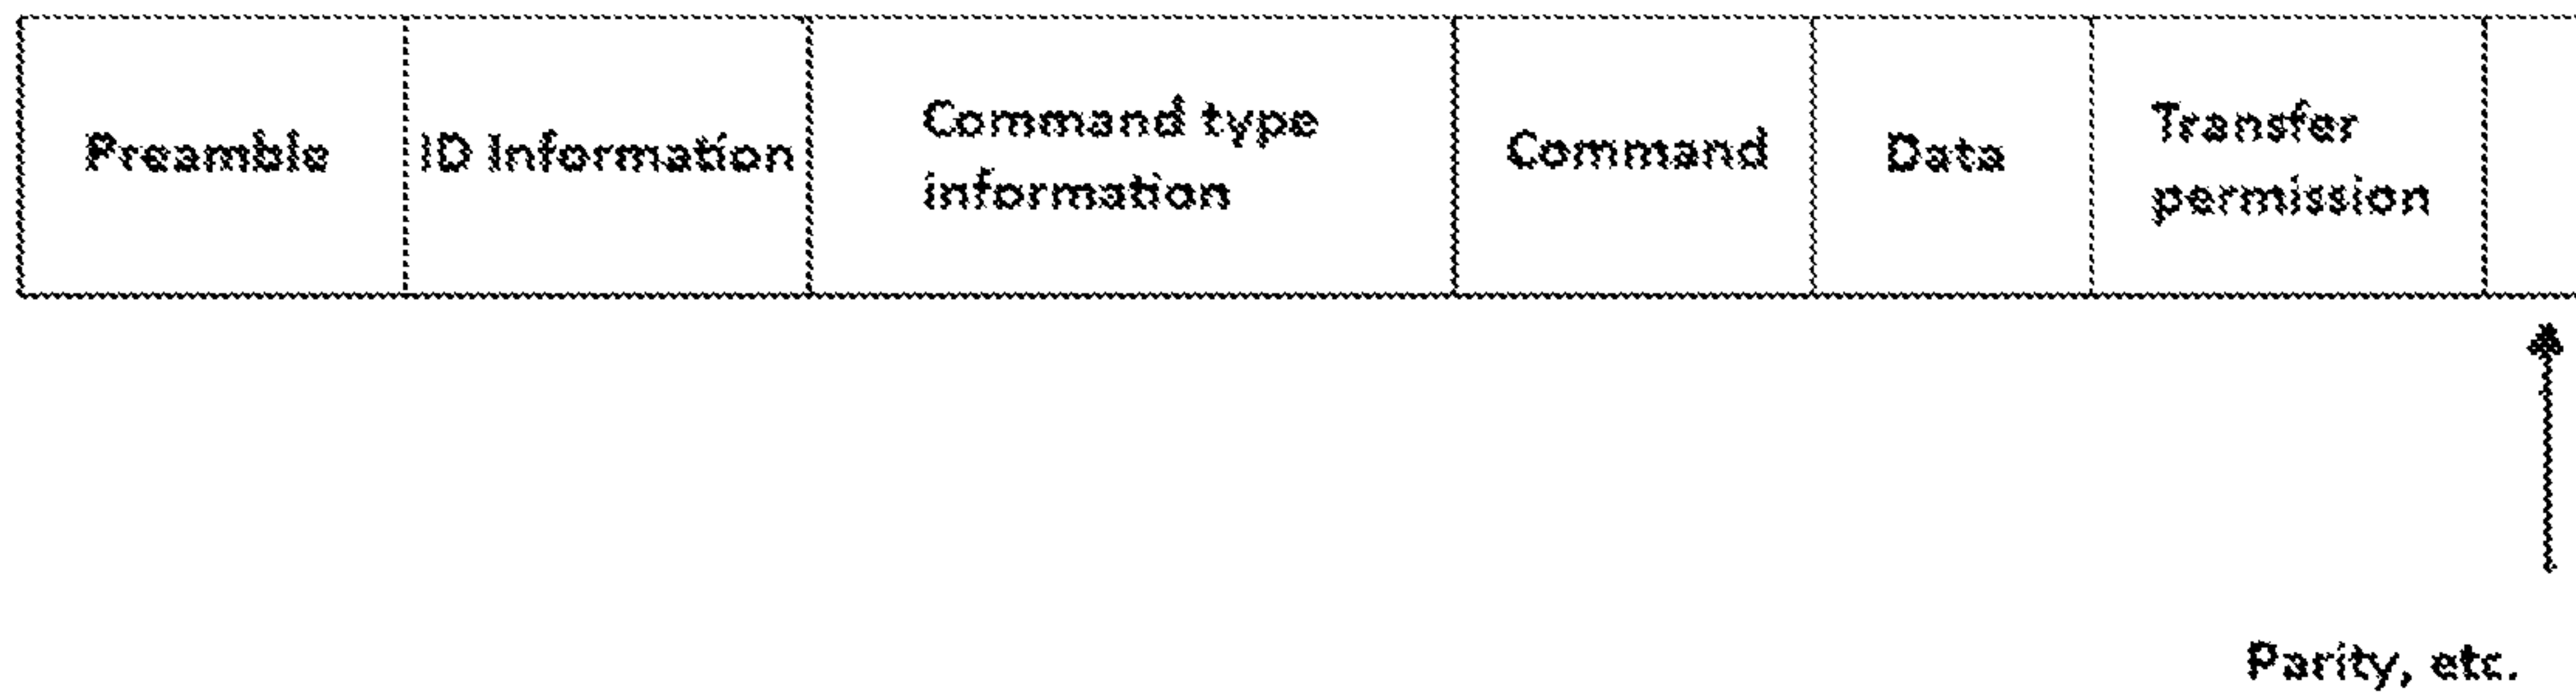 Preamble
ID Information
Command type
information
Command
Data
Transfer
permission
Parity, etc.